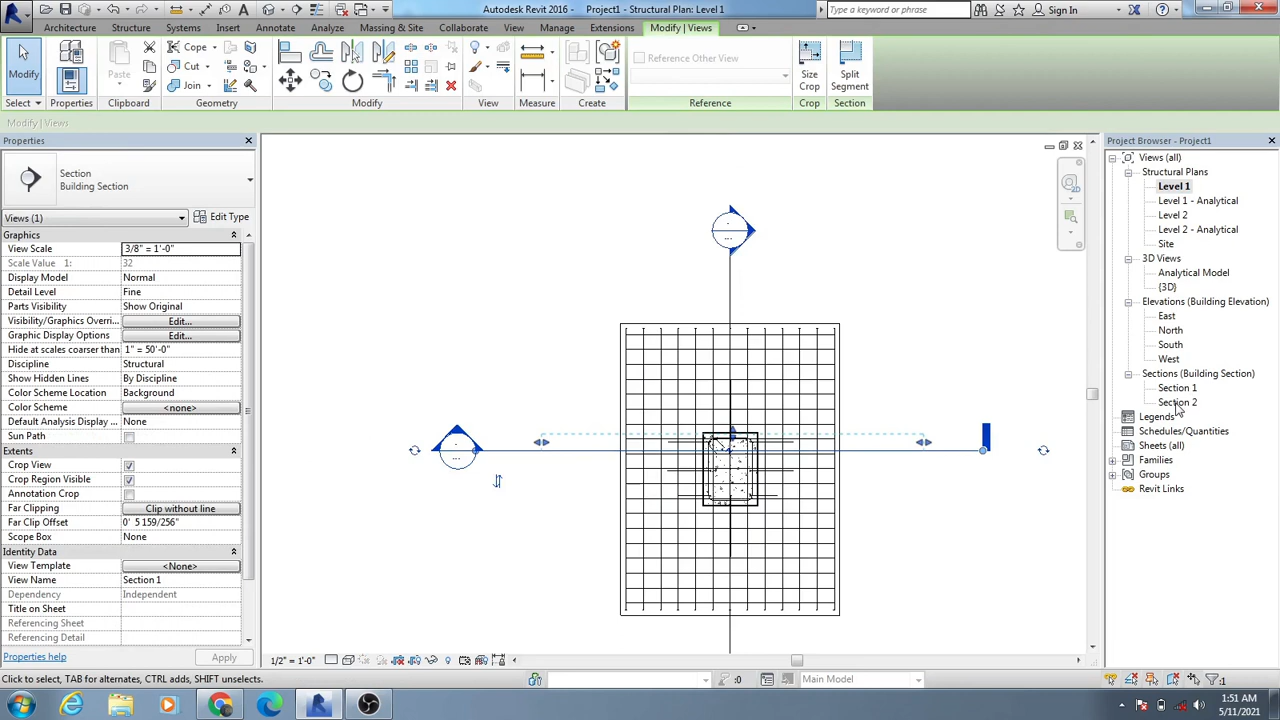 Autodesk Revit 2016 - Project1 - Structural Plan: Level 1
Type a keyword or phrase
Sign In
Architecture
Structure
Systems
Insert
Annotate
Analyze
Massing & Site
Collaborate
View
Manage
Extensions
Modify | Views
Modify
Select
Properties
Paste
Clipboard
Cope
Cut
Join
Geometry
Modify
View
Measure
Create
Reference Other View
Reference
Size Crop
Crop
Split Segment
Section
Modify | Views
Properties
Section
Building Section
Views (1)
Edit Type
Graphics
View Scale 3/8" = 1'-0"
Scale Value 1: 32
Display Model Normal
Detail Level Fine
Parts Visibility Show Original
Visibility/Graphics Overri... Edit...
Graphic Display Options Edit...
Hide at scales coarser than 1" = 50'-0"
Discipline Structural
Show Hidden Lines By Discipline
Color Scheme Location Background
Color Scheme <none>
Default Analysis Display ... None
Sun Path
Extents
Crop View
Crop Region Visible
Annotation Crop
Far Clipping Clip without line
Far Clip Offset 0' 5 159/256"
Scope Box None
Identity Data
View Template <None>
View Name Section 1
Dependency Independent
Title on Sheet
Referencing Sheet
Referencing Detail
Properties help
Apply
1/2" = 1'-0"
Project Browser - Project1
Views (all)
Structural Plans
Level 1
Level 1 - Analytical
Level 2
Level 2 - Analytical
Site
3D Views
Analytical Model
{3D}
Elevations (Building Elevation)
East
North
South
West
Sections (Building Section)
Section 1
Section 2
Legends
Schedules/Quantities
Sheets (all)
Families
Groups
Revit Links
Click to select, TAB for alternates, CTRL adds, SHIFT unselects.
:0
Main Model
:1
1:51 AM
5/11/2021